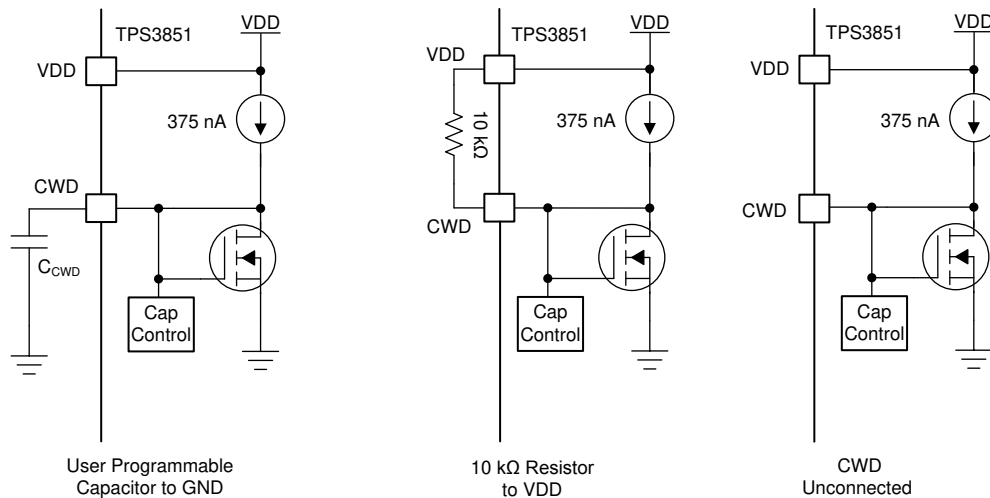 TPS3851
VDD
VDD
375 nA
CWD
C_CWD
Cap
Control
User Programmable
Capacitor to GND
TPS3851
VDD
VDD
10 kΩ
375 nA
CWD
Cap
Control
10 kΩ Resistor
to VDD
TPS3851
VDD
VDD
375 nA
CWD
Cap
Control
CWD
Unconnected